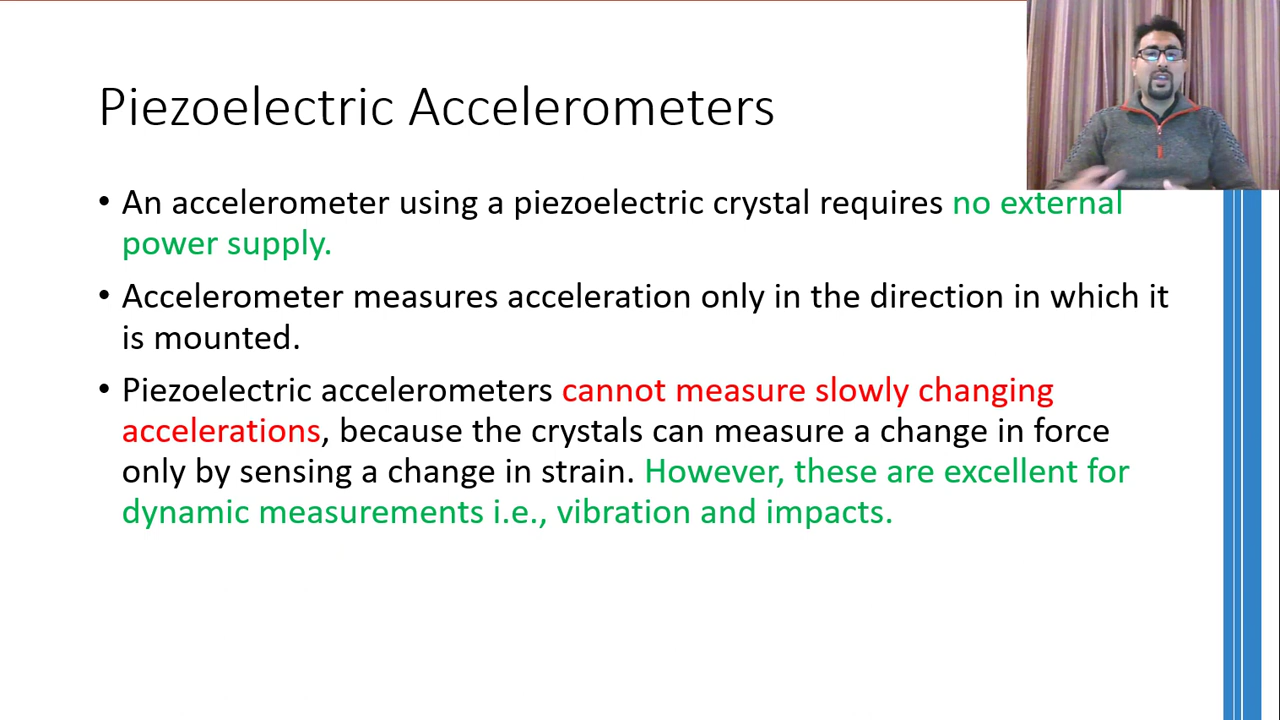 Piezoelectric Accelerometers
• An accelerometer using a piezoelectric crystal requires no external
power supply.
• Accelerometer measures acceleration only in the direction in which it
is mounted.
• Piezoelectric accelerometers cannot measure slowly changing
accelerations, because the crystals can measure a change in force
only by sensing a change in strain. However, these are excellent for
dynamic measurements i.e., vibration and impacts.